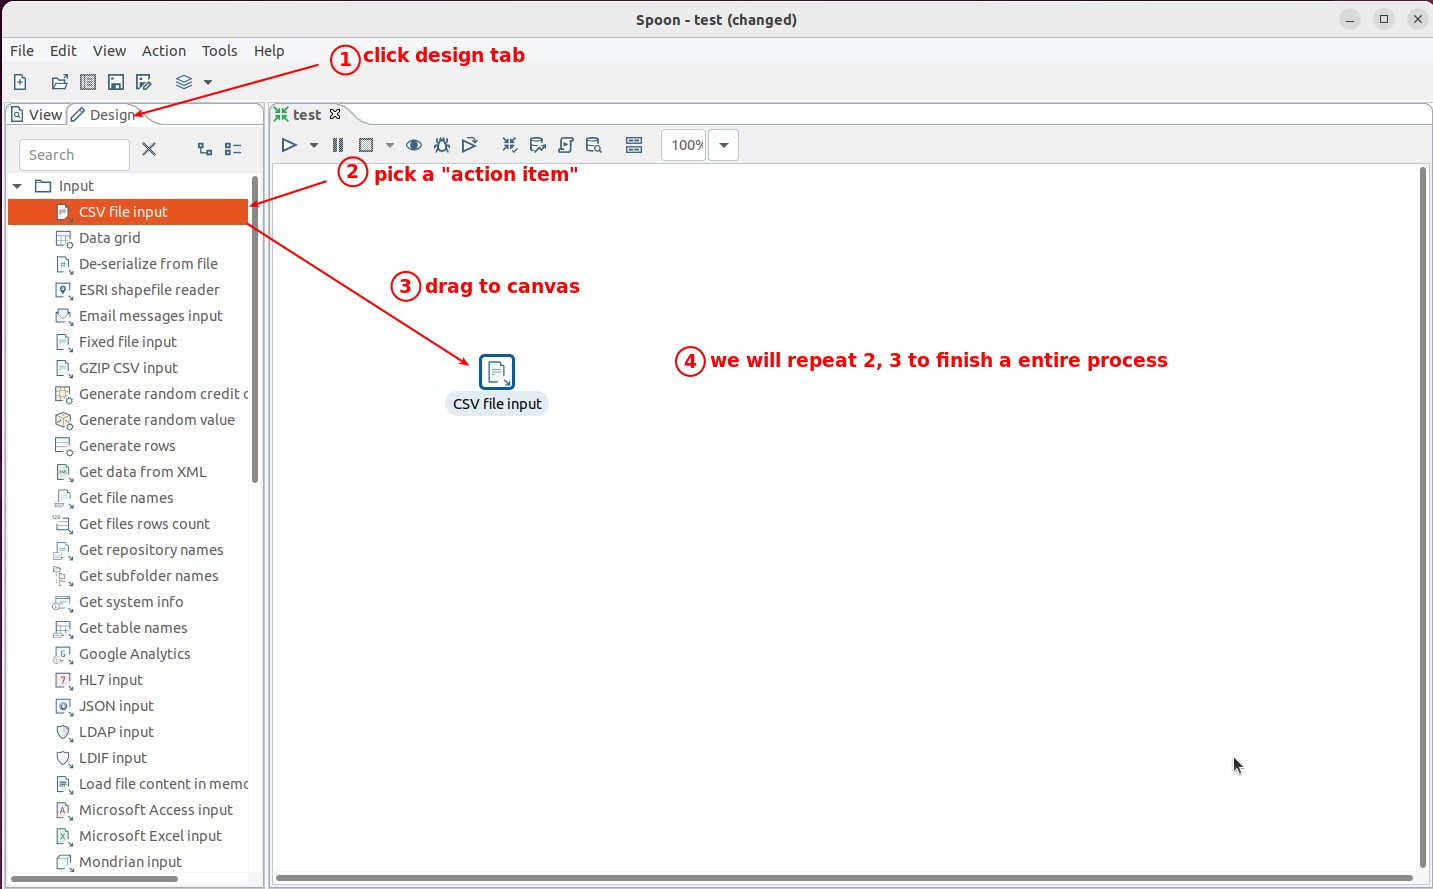 Spoon - test (changed)
File Edit View Action Tools Help
1 click design tab
View Design
test
Search
100%
2 pick a "action item"
Input
CSV file input
Data grid
De-serialize from file
ESRI shapefile reader
3 drag to canvas
Email messages input
Fixed file input
4 we will repeat 2, 3 to finish a entire process
GZIP CSV input
Generate random credit c
CSV file input
Generate random value
Generate rows
Get data from XML
Get file names
Get files rows count
Get repository names
Get subfolder names
Get system info
Get table names
Google Analytics
HL7 input
JSON input
LDAP input
LDIF input
Load file content in memo
Microsoft Access input
Microsoft Excel input
Mondrian input